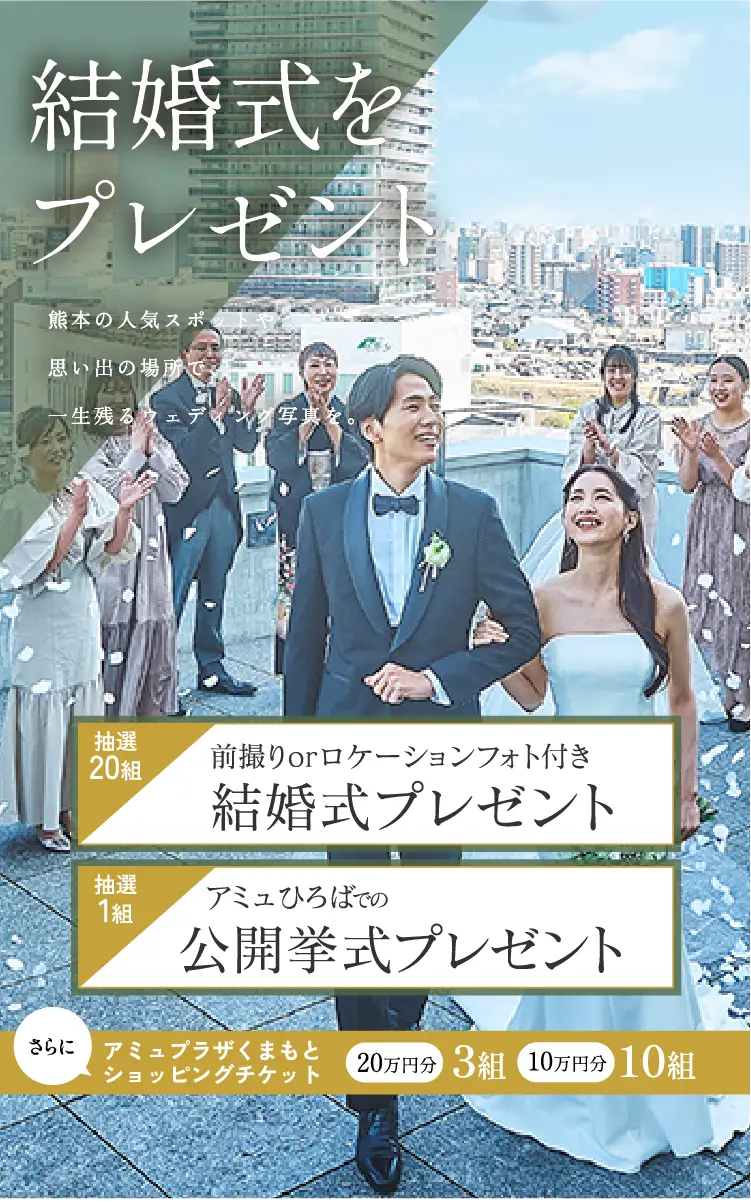 結婚式を
プレゼント
熊本の人気スポットや
思い出の場所で
一生残るウェディング写真を。
抽選
20組
前撮りorロケーションフォト付き
結婚式プレゼント
抽選
1組
アミュひろばでの
公開挙式プレゼント
さらに
アミュプラザくまもと
ショッピングチケット
20万円分 3組 10万円分 10組